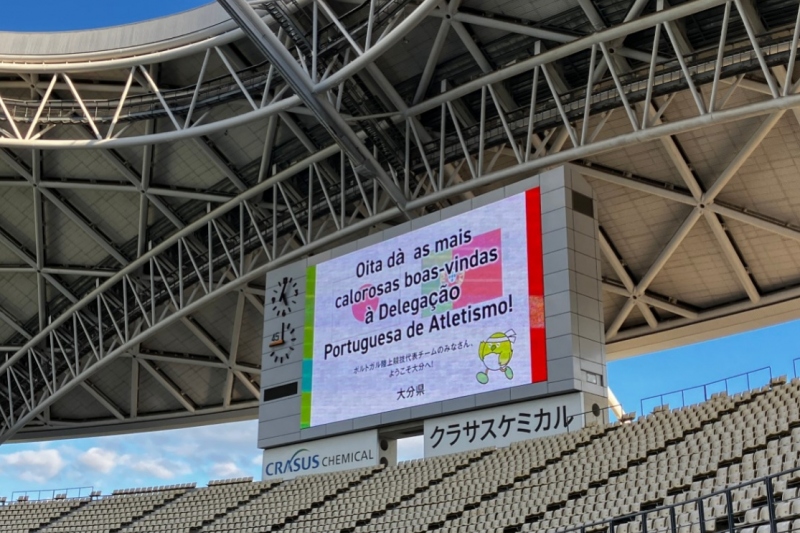 Oita dà as mais
calorosas boas-vindas
à Delegação
Portuguesa de Atletismo!
ポルトガル陸上競技代表チームのみなさん、
ようこそ大分へ!
大分県
CRASUS CHEMICAL
クラサスケミカル